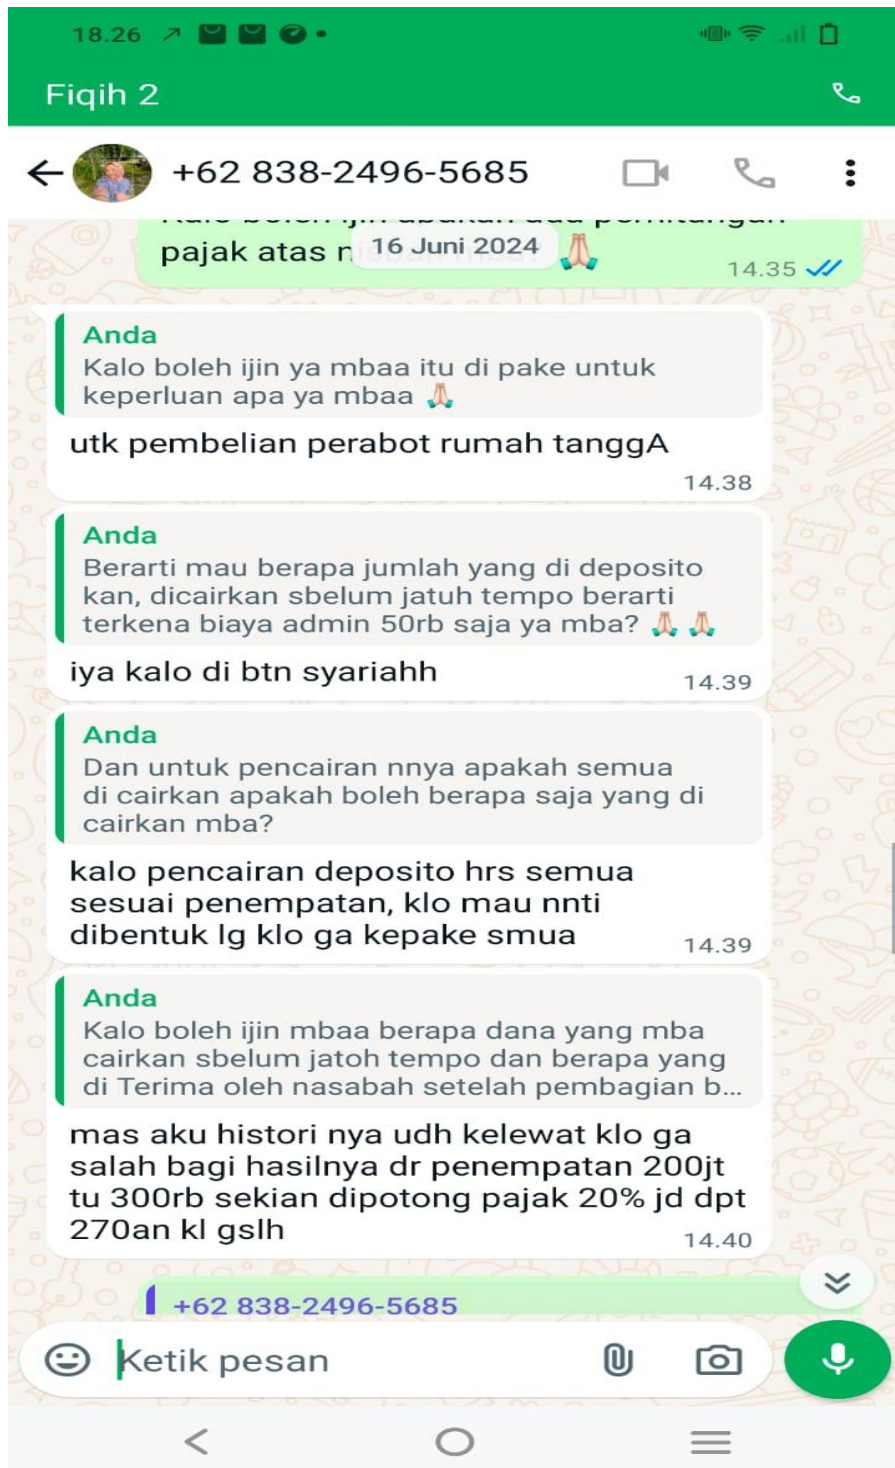 18.26
Fiqih 2
+62 838-2496-5685
pajak atas
16 Juni 2024
14.35
Anda
Kalo boleh ijin ya mbaa itu di pake untuk
keperluan apa ya mbaa 🙏
utk pembelian perabot rumah tanggA
14.38
Anda
Berarti mau berapa jumlah yang di deposito
kan, dicairkan sbelum jatuh tempo berarti
terkena biaya admin 50rb saja ya mba? 🙏 🙏
iya kalo di btn syariahh
14.39
Anda
Dan untuk pencairan nnya apakah semua
di cairkan apakah boleh berapa saja yang di
cairkan mba?
kalo pencairan deposito hrs semua
sesuai penempatan, klo mau nnti
dibentuk lg klo ga kepake smua
14.39
Anda
Kalo boleh ijin mbaa berapa dana yang mba
cairkan sbelum jatoh tempo dan berapa yang
di Terima oleh nasabah setelah pembagian b...
mas aku histori nya udh kelewat klo ga
salah bagi hasilnya dr penempatan 200jt
tu 300rb sekian dipotong pajak 20% jd dpt
270an kl gslh
14.40
+62 838-2496-5685
Ketik pesan